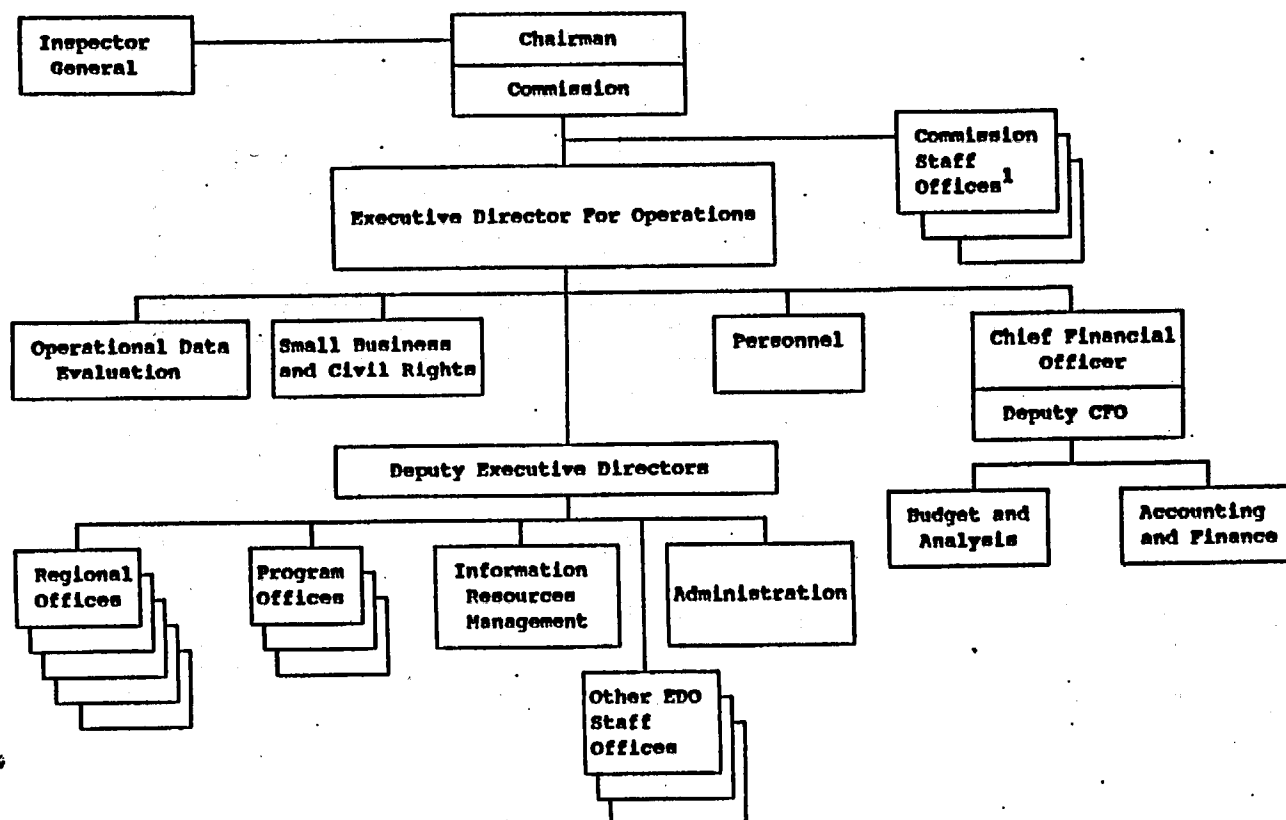 Inspector
General
Chairman
Commission
Commission
Staff
Offices1
Executive Director For Operations
Operational Data
Evaluation
Small Business
and Civil Rights
Personnel
Chief Financial
Officer
Deputy CFO
Deputy Executive Directors
Budget and
Analysis
Accounting
and Finance
Regional
Offices
Program
Offices
Information
Resources
Management
Administration
Other EDO
Staff
Offices